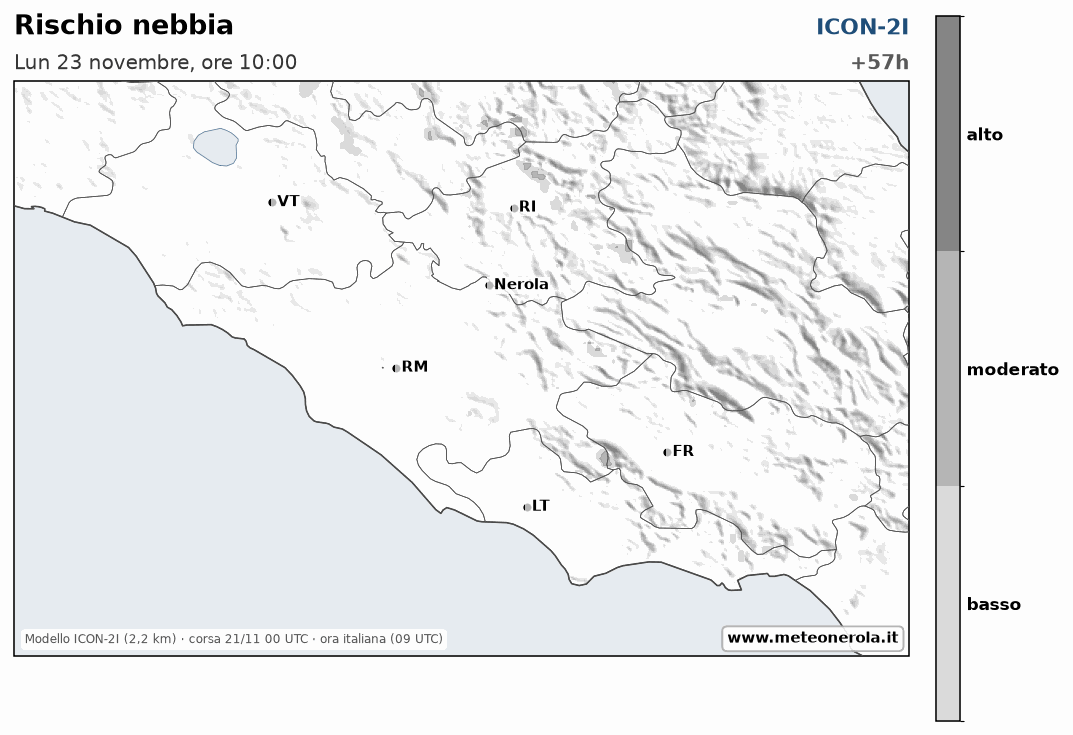 Rischio nebbia
ICON-2I
Lun 23 novembre, ore 10:00
+57h
alto
VT
RI
Nerola
RM
moderato
FR
LT
basso
Modello ICON-2I (2,2 km) · corsa 21/11 00 UTC · ora italiana (09 UTC)
www.meteonerola.it